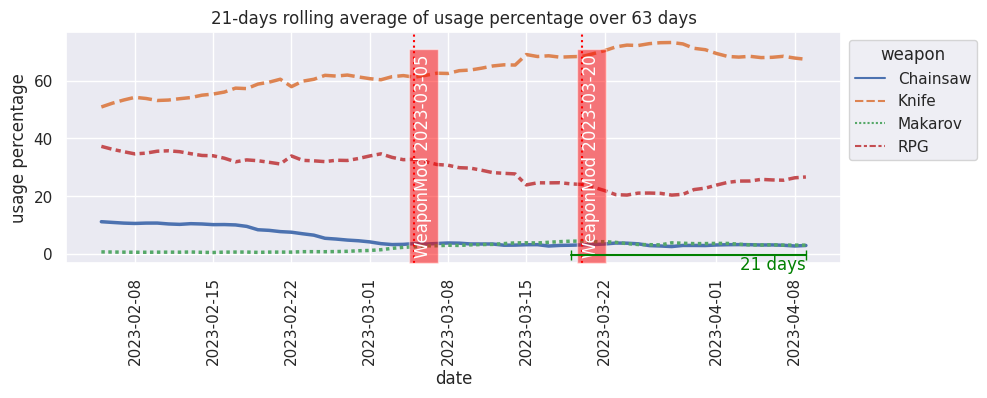 21-days rolling average of usage percentage over 63 days
usage percentage
60
40
20
0
WeaponMod 2023-03-05
WeaponMod 2023-03-20
21 days
2023-02-08
2023-02-15
2023-02-22
2023-03-01
2023-03-08
2023-03-15
2023-03-22
2023-04-01
2023-04-08
date
weapon
Chainsaw
Knife
Makarov
RPG